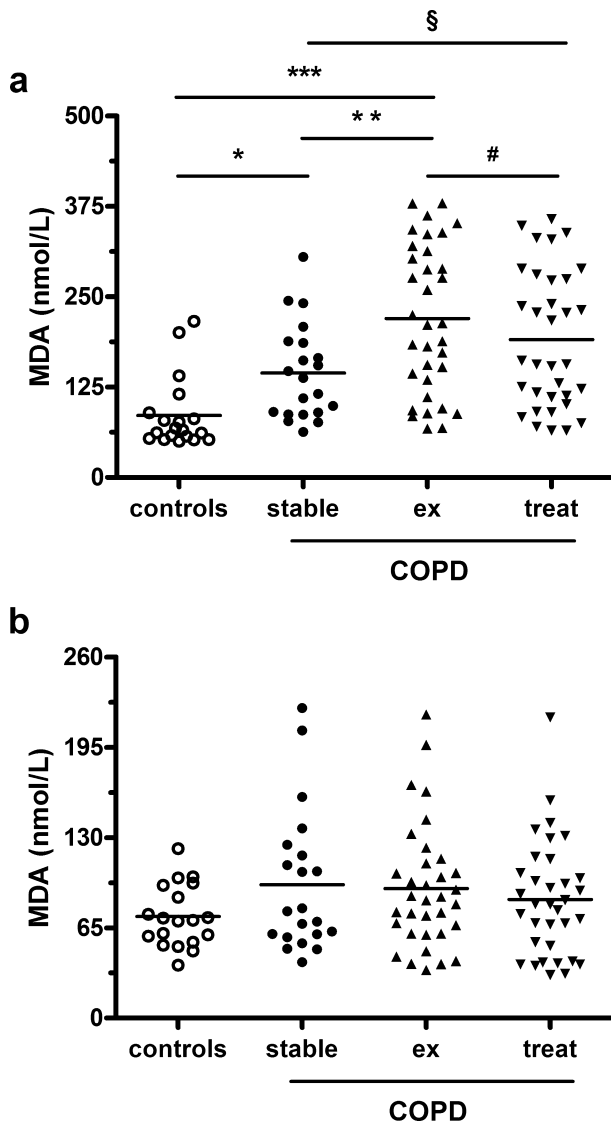 §
a
***
* *
* #
500
375
250
125
0
MDA (nmol/L)
controls stable ex treat
COPD
b
260
195
130
65
0
MDA (nmol/L)
controls stable ex treat
COPD